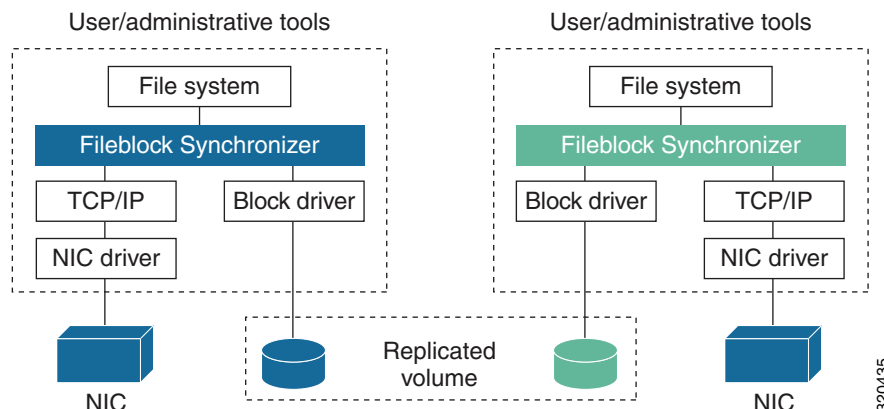 User/administrative tools
User/administrative tools
File system
File system
Fileblock Synchronizer
Fileblock Synchronizer
TCP/IP
Block driver
Block driver
TCP/IP
NIC driver
NIC driver
Replicated
volume
NIC
NIC